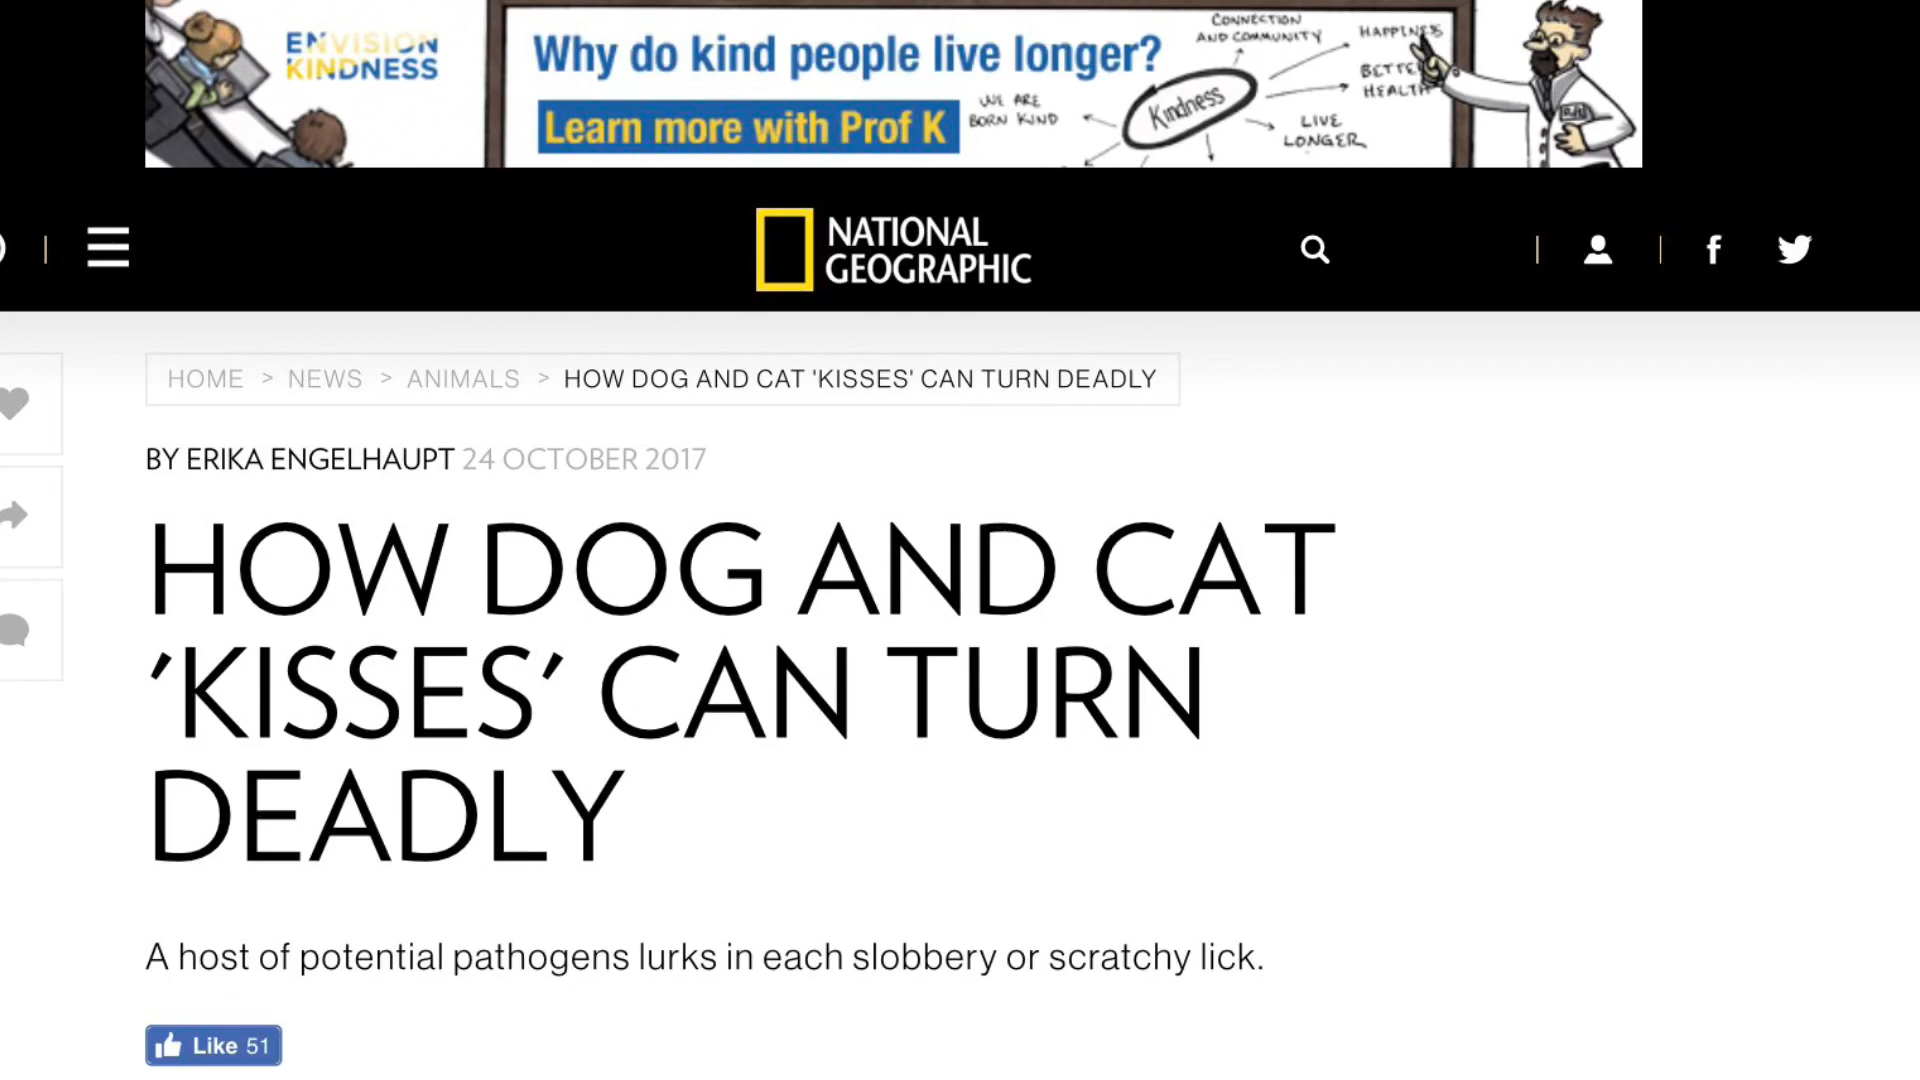 ENVISION
KINDNESS
Why do kind people live longer?
Learn more with Prof K
WE ARE
BORN KIND
Kindness
CONNECTION
AND COMMUNITY
HAPPINESS
BETTER
HEALTH
LIVE
LONGER
NATIONAL
GEOGRAPHIC
HOME > NEWS > ANIMALS > HOW DOG AND CAT 'KISSES' CAN TURN DEADLY
BY ERIKA ENGELHAUPT 24 OCTOBER 2017
HOW DOG AND CAT
'KISSES' CAN TURN
DEADLY
A host of potential pathogens lurks in each slobbery or scratchy lick.
Like 51